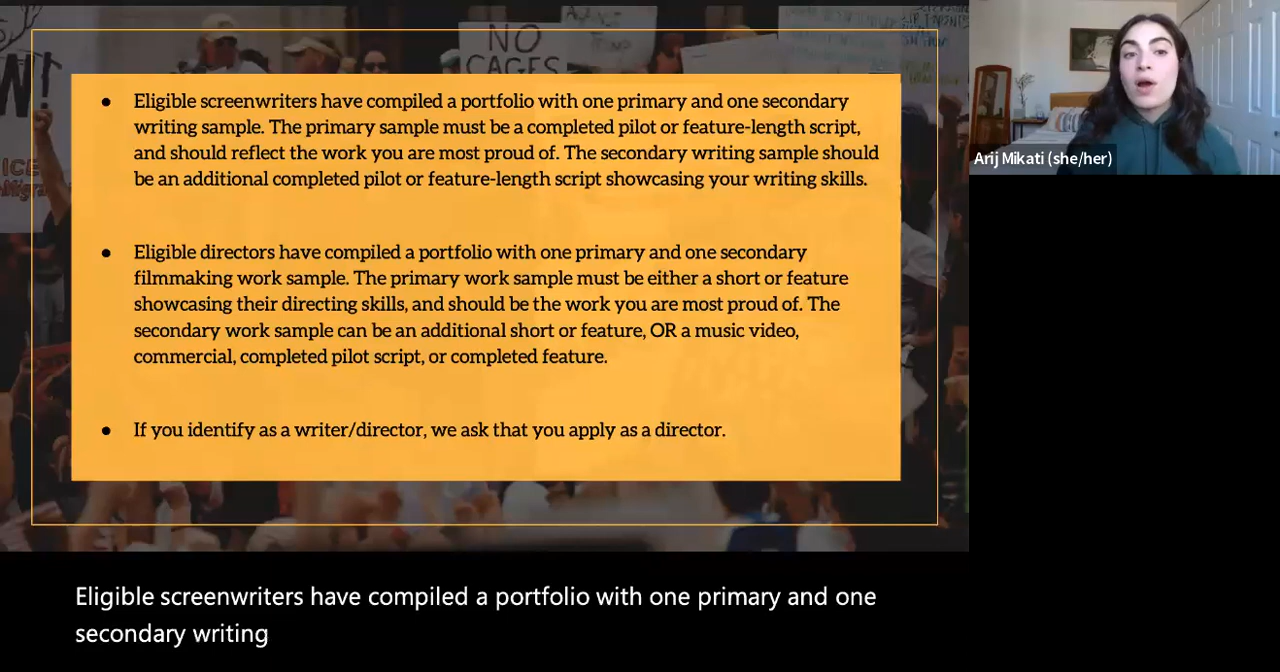 NO
CAGES
W!
ICE
Eligible screenwriters have compiled a portfolio with one primary and one secondary
writing sample. The primary sample must be a completed pilot or feature-length script,
and should reflect the work you are most proud of. The secondary writing sample should
be an additional completed pilot or feature-length script showcasing your writing skills.
Eligible directors have compiled a portfolio with one primary and one secondary
filmmaking work sample. The primary work sample must be either a short or feature
showcasing their directing skills, and should be the work you are most proud of. The
secondary work sample can be an additional short or feature, OR a music video,
commercial, completed pilot script, or completed feature.
If you identify as a writer/director, we ask that you apply as a director.
Arij Mikati (she/her)
Eligible screenwriters have compiled a portfolio with one primary and one
secondary writing